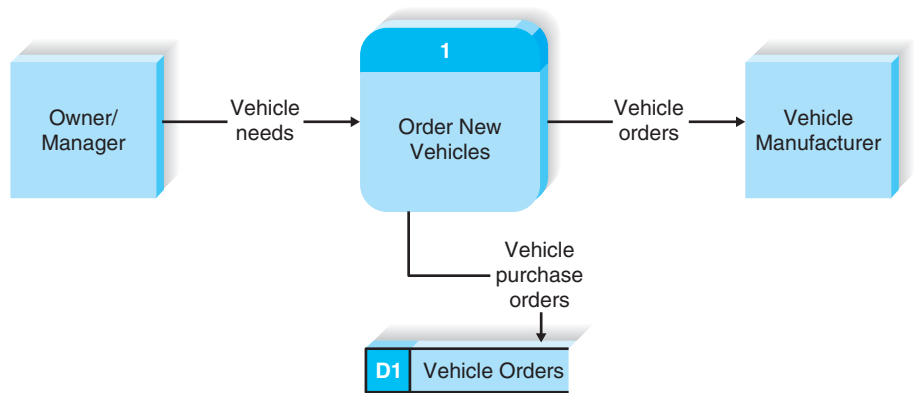 1
Owner/
Manager
Vehicle
needs
Order New
Vehicles
Vehicle
orders
Vehicle
Manufacturer
Vehicle
purchase
orders
D1 Vehicle Orders